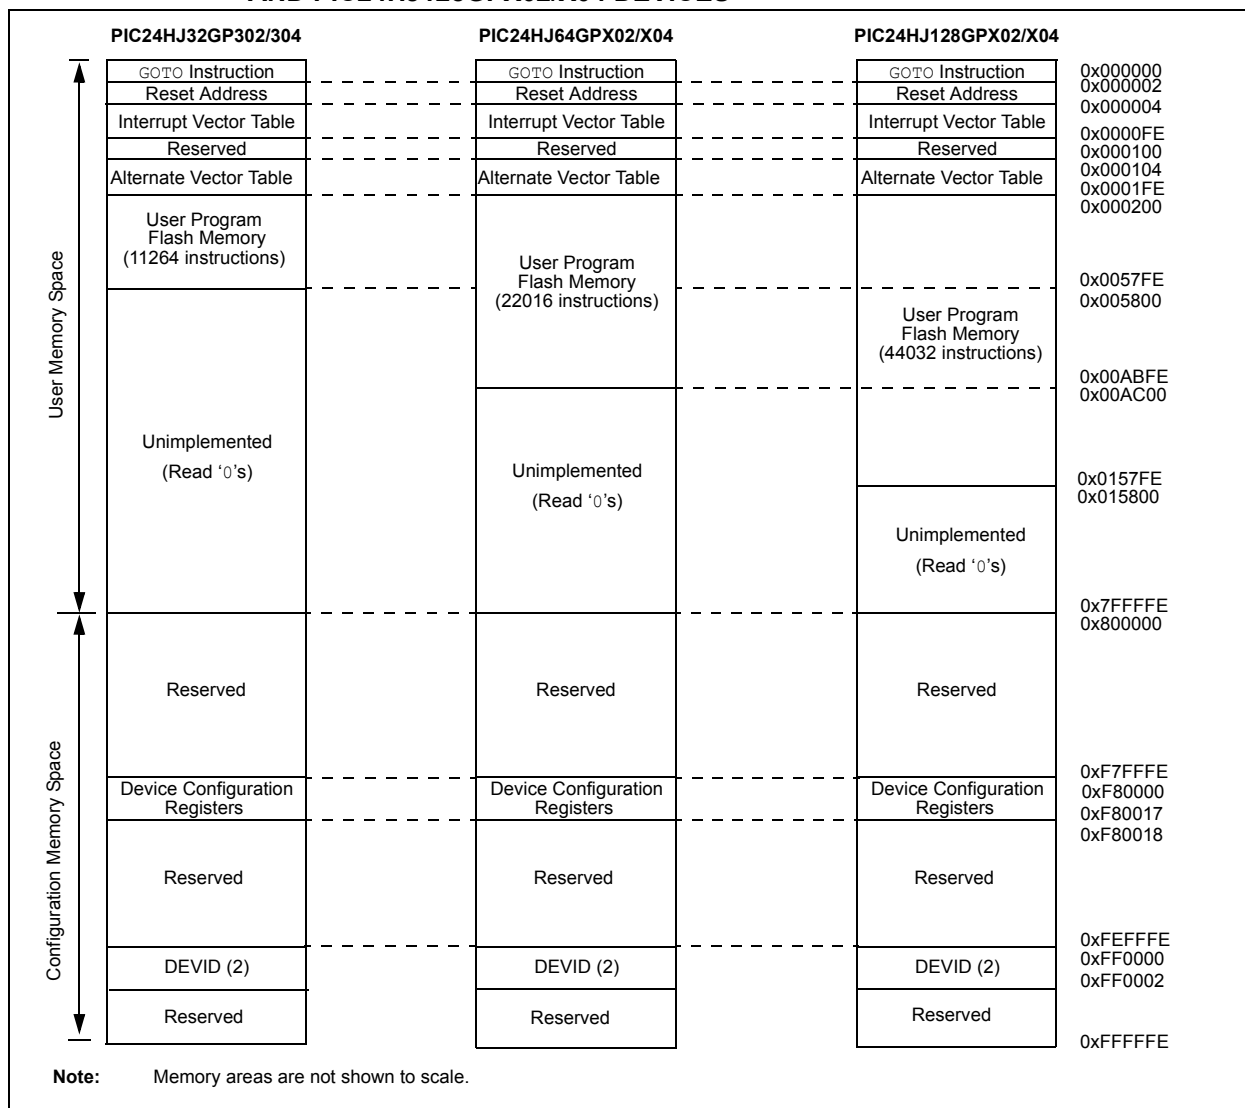 PIC24HJ32GP302/304
PIC24HJ64GPX02/X04
PIC24HJ128GPX02/X04
GOTO Instruction
GOTO Instruction
GOTO Instruction
0x000000
0x000002
Reset Address
Reset Address
Reset Address
0x000004
Interrupt Vector Table
Interrupt Vector Table
Interrupt Vector Table
0x0000FE
Reserved
Reserved
Reserved
0x000100
0x000104
Alternate Vector Table
Alternate Vector Table
Alternate Vector Table
0x0001FE
0x000200
User Program
Flash Memory
(11264 instructions)
User Program
Flash Memory
(22016 instructions)
0x0057FE
0x005800
User Program
Flash Memory
(44032 instructions)
User Memory Space
0x00ABFE
0x00AC00
Unimplemented
(Read ‘0’s)
Unimplemented
(Read ‘0’s)
0x0157FE
0x015800
Unimplemented
(Read ‘0’s)
0x7FFFFE
0x800000
Reserved
Reserved
Reserved
0xF7FFFE
0xF80000
Device Configuration
Registers
Device Configuration
Registers
Device Configuration
Registers
0xF80017
0xF80018
Configuration Memory Space
Reserved
Reserved
Reserved
0xFEFFFE
0xFF0000
DEVID (2)
DEVID (2)
DEVID (2)
0xFF0002
Reserved
Reserved
Reserved
0xFFFFFE
Note: Memory areas are not shown to scale.